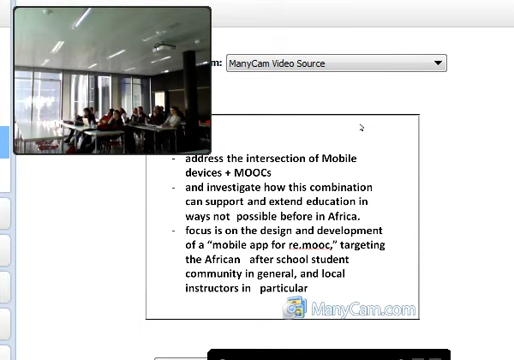 m:
ManyCam Video Source
- address the intersection of Mobile
devices + MOOCs
- and investigate how this combination
can support and extend education in
ways not possible before in Africa.
- focus is on the design and development
of a “mobile app for re.mooc,” targeting
the African after school student
community in general, and local
instructors in particular
ManyCam.com